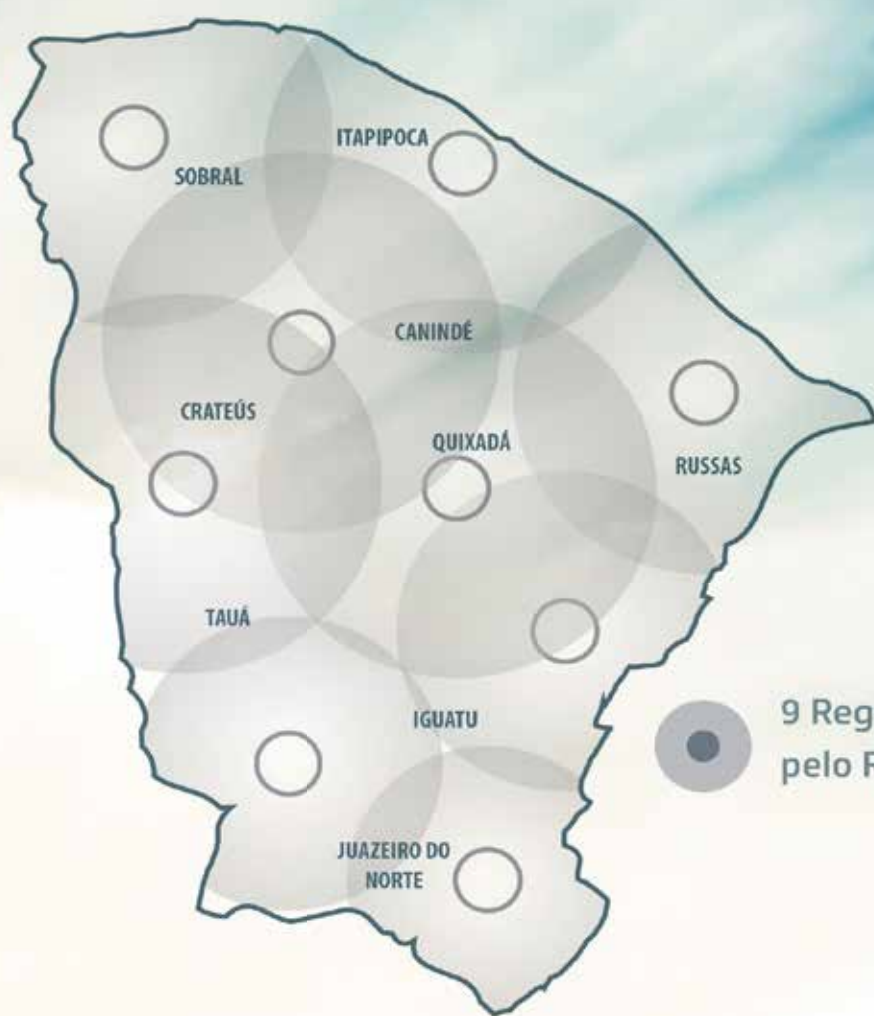 ITAPIPOCA
SOBRAL
CANINDÉ
CRATEÚS
QUIXADÁ
RUSSAS
TAUÁ
IGUATU
9 Reg
pelo
JUAZEIRO DO
NORTE